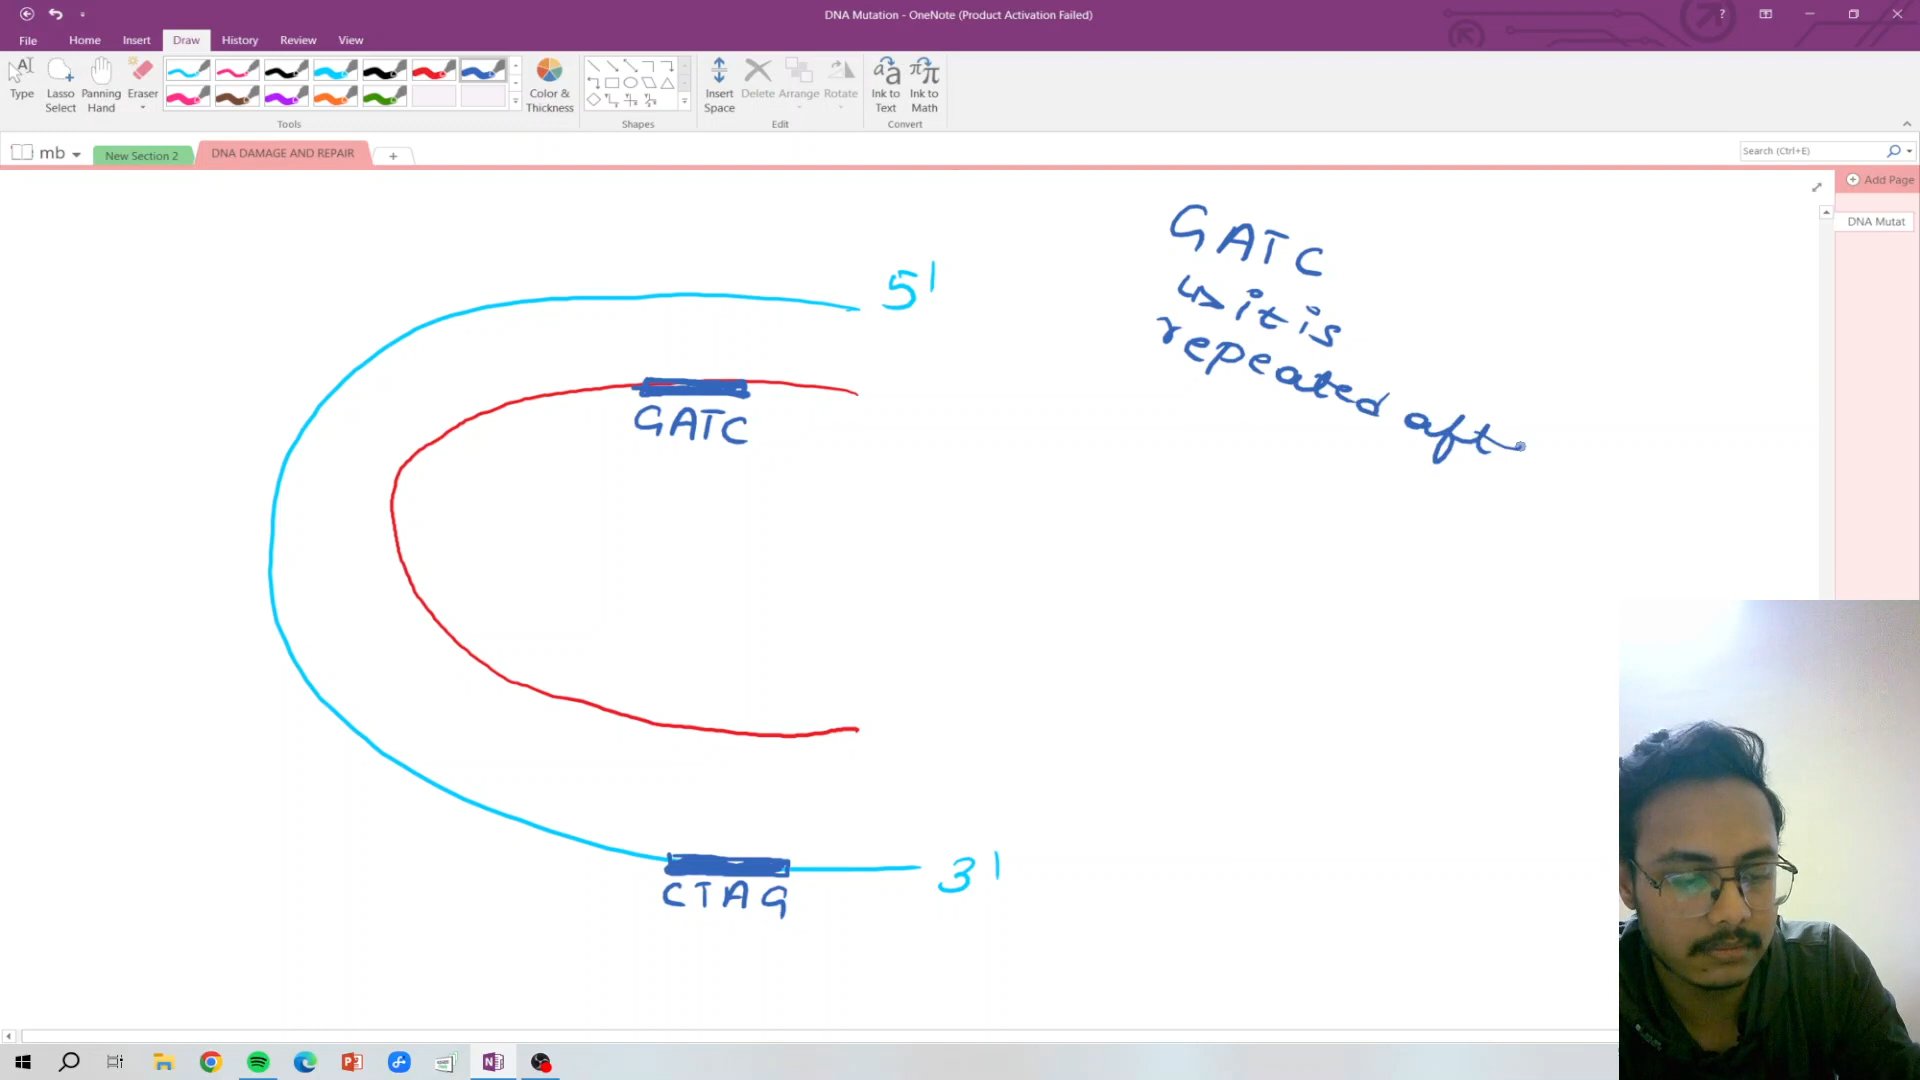 DNA Mutation - OneNote (Product Activation Failed)
?
File Home Insert Draw History Review View
Type
Lasso Select
Panning Hand
Eraser
Color & Thickness
Insert Space
Delete
Arrange
Rotate
Ink to Text
Ink to Math
Tools
Shapes
Edit
Convert
mb
New Section 2
DNA DAMAGE AND REPAIR
Search (Ctrl+E)
Add Page
DNA Mutat
5'
GATC
CTAG
3'
GATC
↳ it is
repeated aft